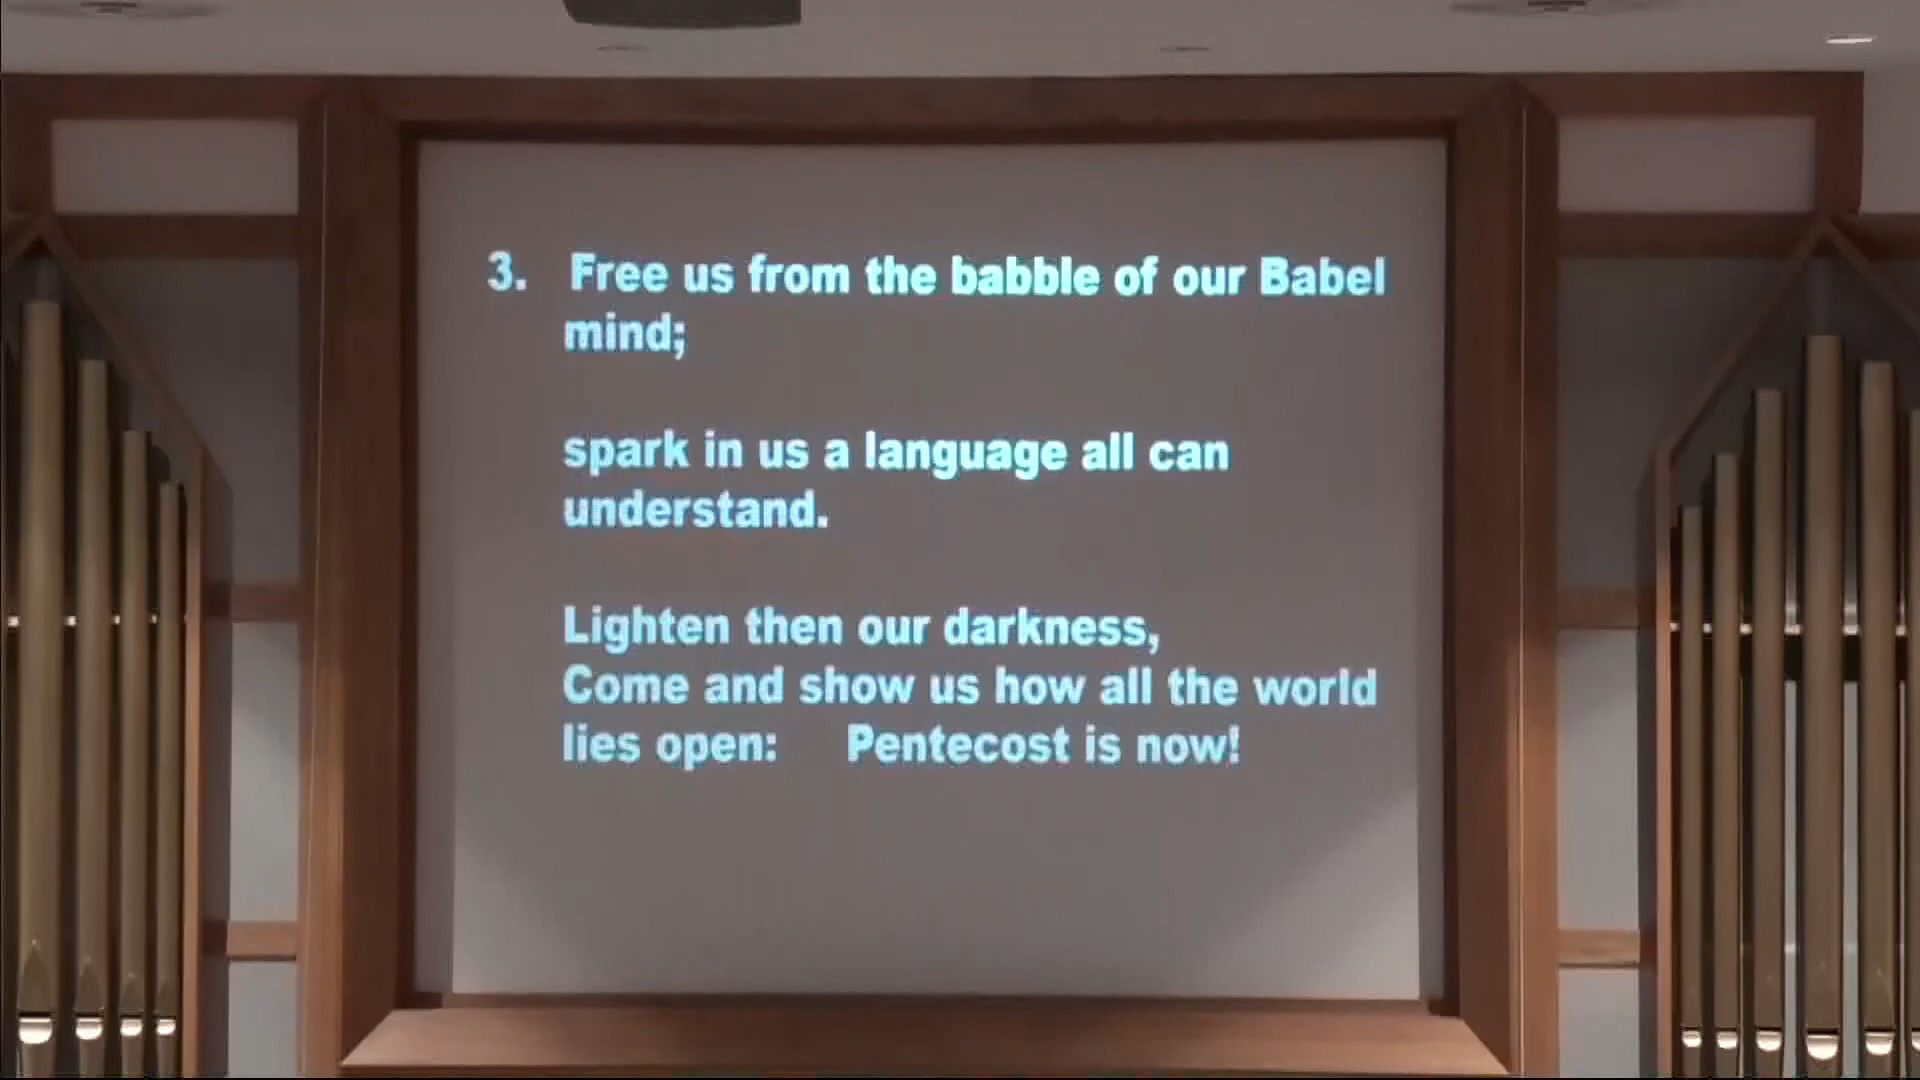 3. Free us from the babble of our Babel
mind;
spark in us a language all can
understand.
Lighten then our darkness,
Come and show us how all the world
lies open: Pentecost is now!